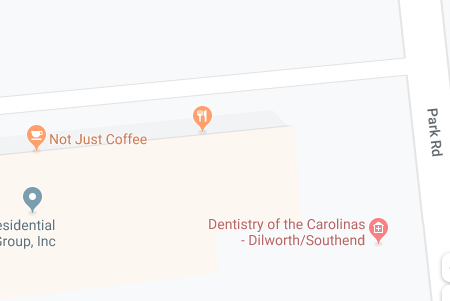 Park Rd
Not Just Coffee
esidential
Group, Inc
Dentistry of the Carolinas
- Dilworth/Southend